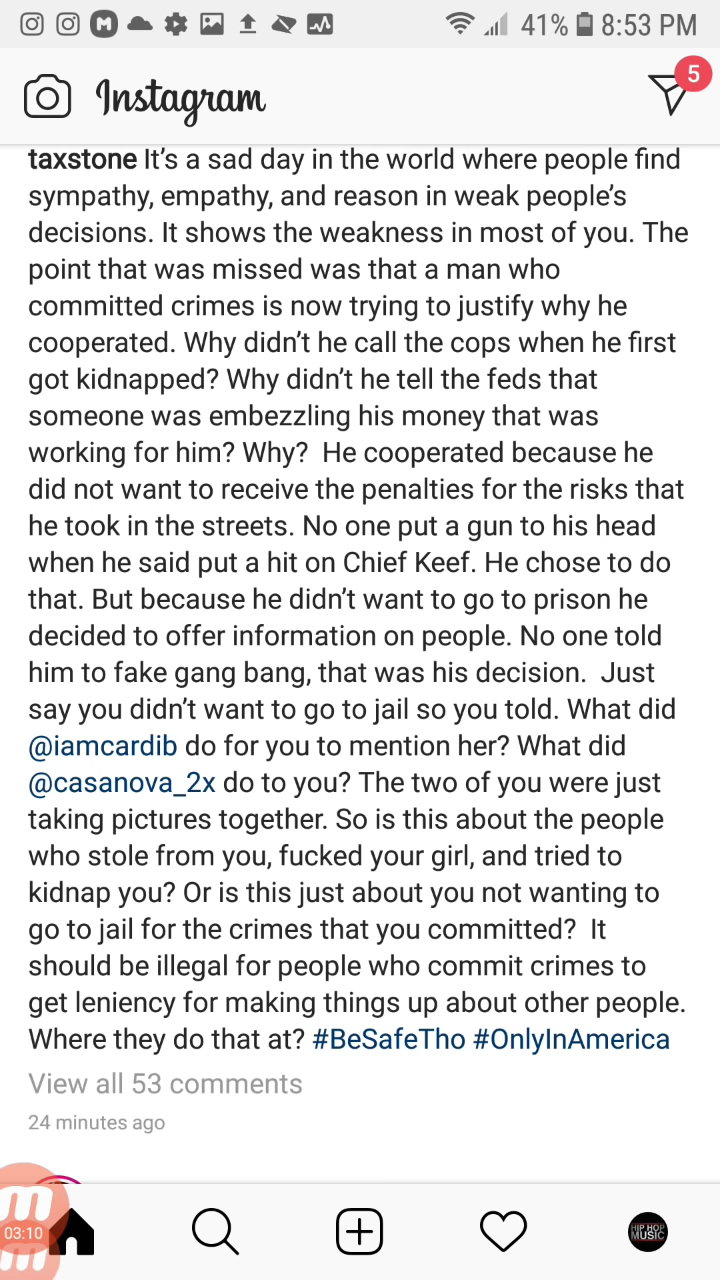 41% 8:53 PM
Instagram
5
taxstone It's a sad day in the world where people find
sympathy, empathy, and reason in weak people's
decisions. It shows the weakness in most of you. The
point that was missed was that a man who
committed crimes is now trying to justify why he
cooperated. Why didn't he call the cops when he first
got kidnapped? Why didn't he tell the feds that
someone was embezzling his money that was
working for him? Why?  He cooperated because he
did not want to receive the penalties for the risks that
he took in the streets. No one put a gun to his head
when he said put a hit on Chief Keef. He chose to do
that. But because he didn't want to go to prison he
decided to offer information on people. No one told
him to fake gang bang, that was his decision.  Just
say you didn't want to go to jail so you told. What did
@iamcardib do for you to mention her? What did
@casanova_2x do to you? The two of you were just
taking pictures together. So is this about the people
who stole from you, fucked your girl, and tried to
kidnap you? Or is this just about you not wanting to
go to jail for the crimes that you committed?  It
should be illegal for people who commit crimes to
get leniency for making things up about other people.
Where they do that at? #BeSafeTho #OnlyInAmerica
View all 53 comments
24 minutes ago
03:10
HIP HOP
MUSIC